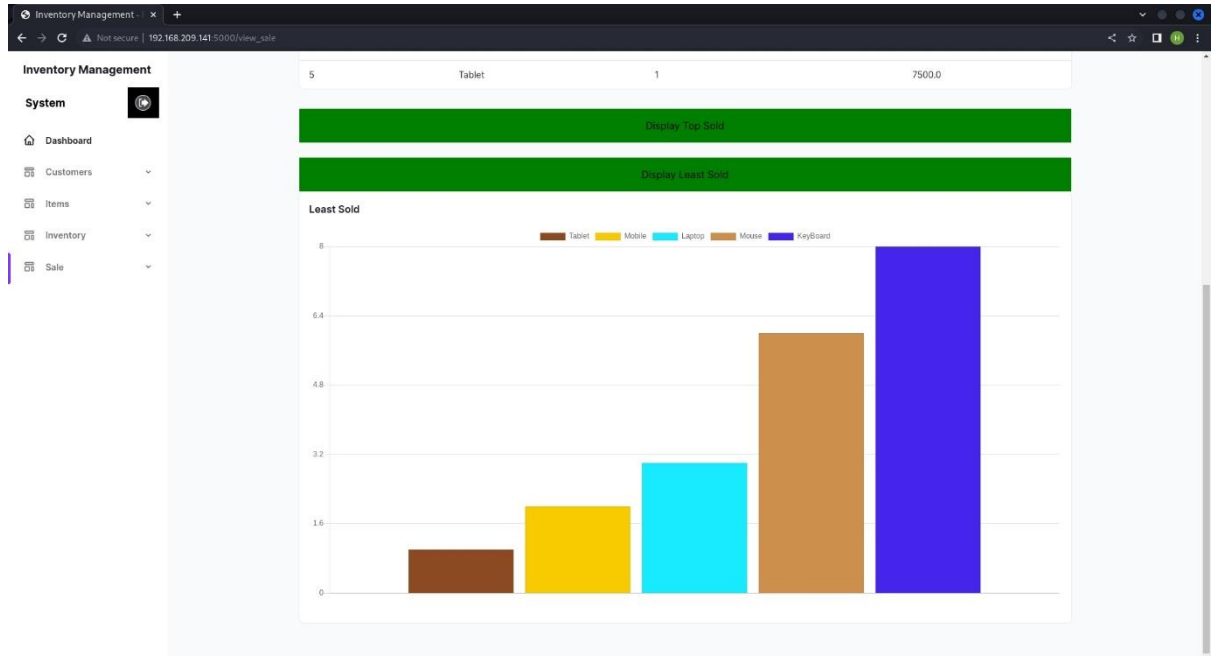 Inventory Management - I
Not secure | 192.168.209.141:5000/view_sale
H
Inventory Management
System
Dashboard
Customers
Items
Inventory
Sale
5 Tablet 1 7500.0
Display Top Sold
Display Least Sold
Least Sold
Tablet Mobile Laptop Mouse KeyBoard
8
6.4
4.8
3.2
1.6
0